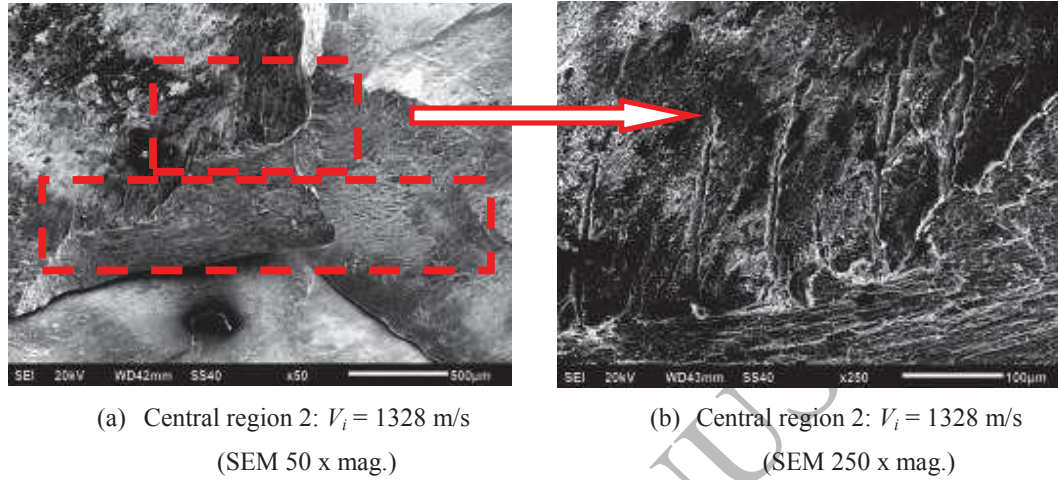 SEI 20kV WD42mm SS40 x50 500μm
SEI 20kV WD43mm SS40 x250 100μm
(a) Central region 2: Vi = 1328 m/s
(SEM 50 x mag.)
(b) Central region 2: Vi = 1328 m/s
(SEM 250 x mag.)